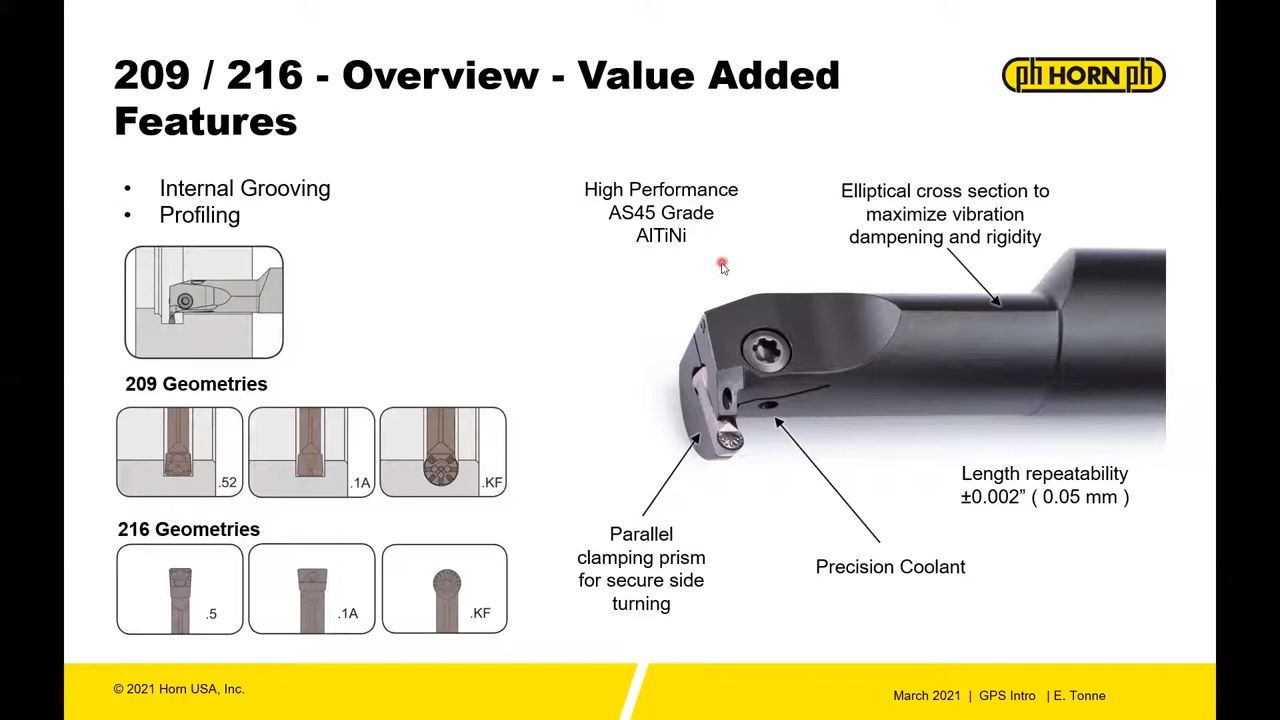 209 / 216 - Overview - Value Added
Features
ph HORN ph
• Internal Grooving
• Profiling
High Performance
AS45 Grade
AlTiNi
Elliptical cross section to
maximize vibration
dampening and rigidity
209 Geometries
.52
.1A
.KF
216 Geometries
.5
.1A
.KF
Parallel
clamping prism
for secure side
turning
Precision Coolant
Length repeatability
±0.002” ( 0.05 mm )
© 2021 Horn USA, Inc.
March 2021 | GPS Intro | E. Tonne